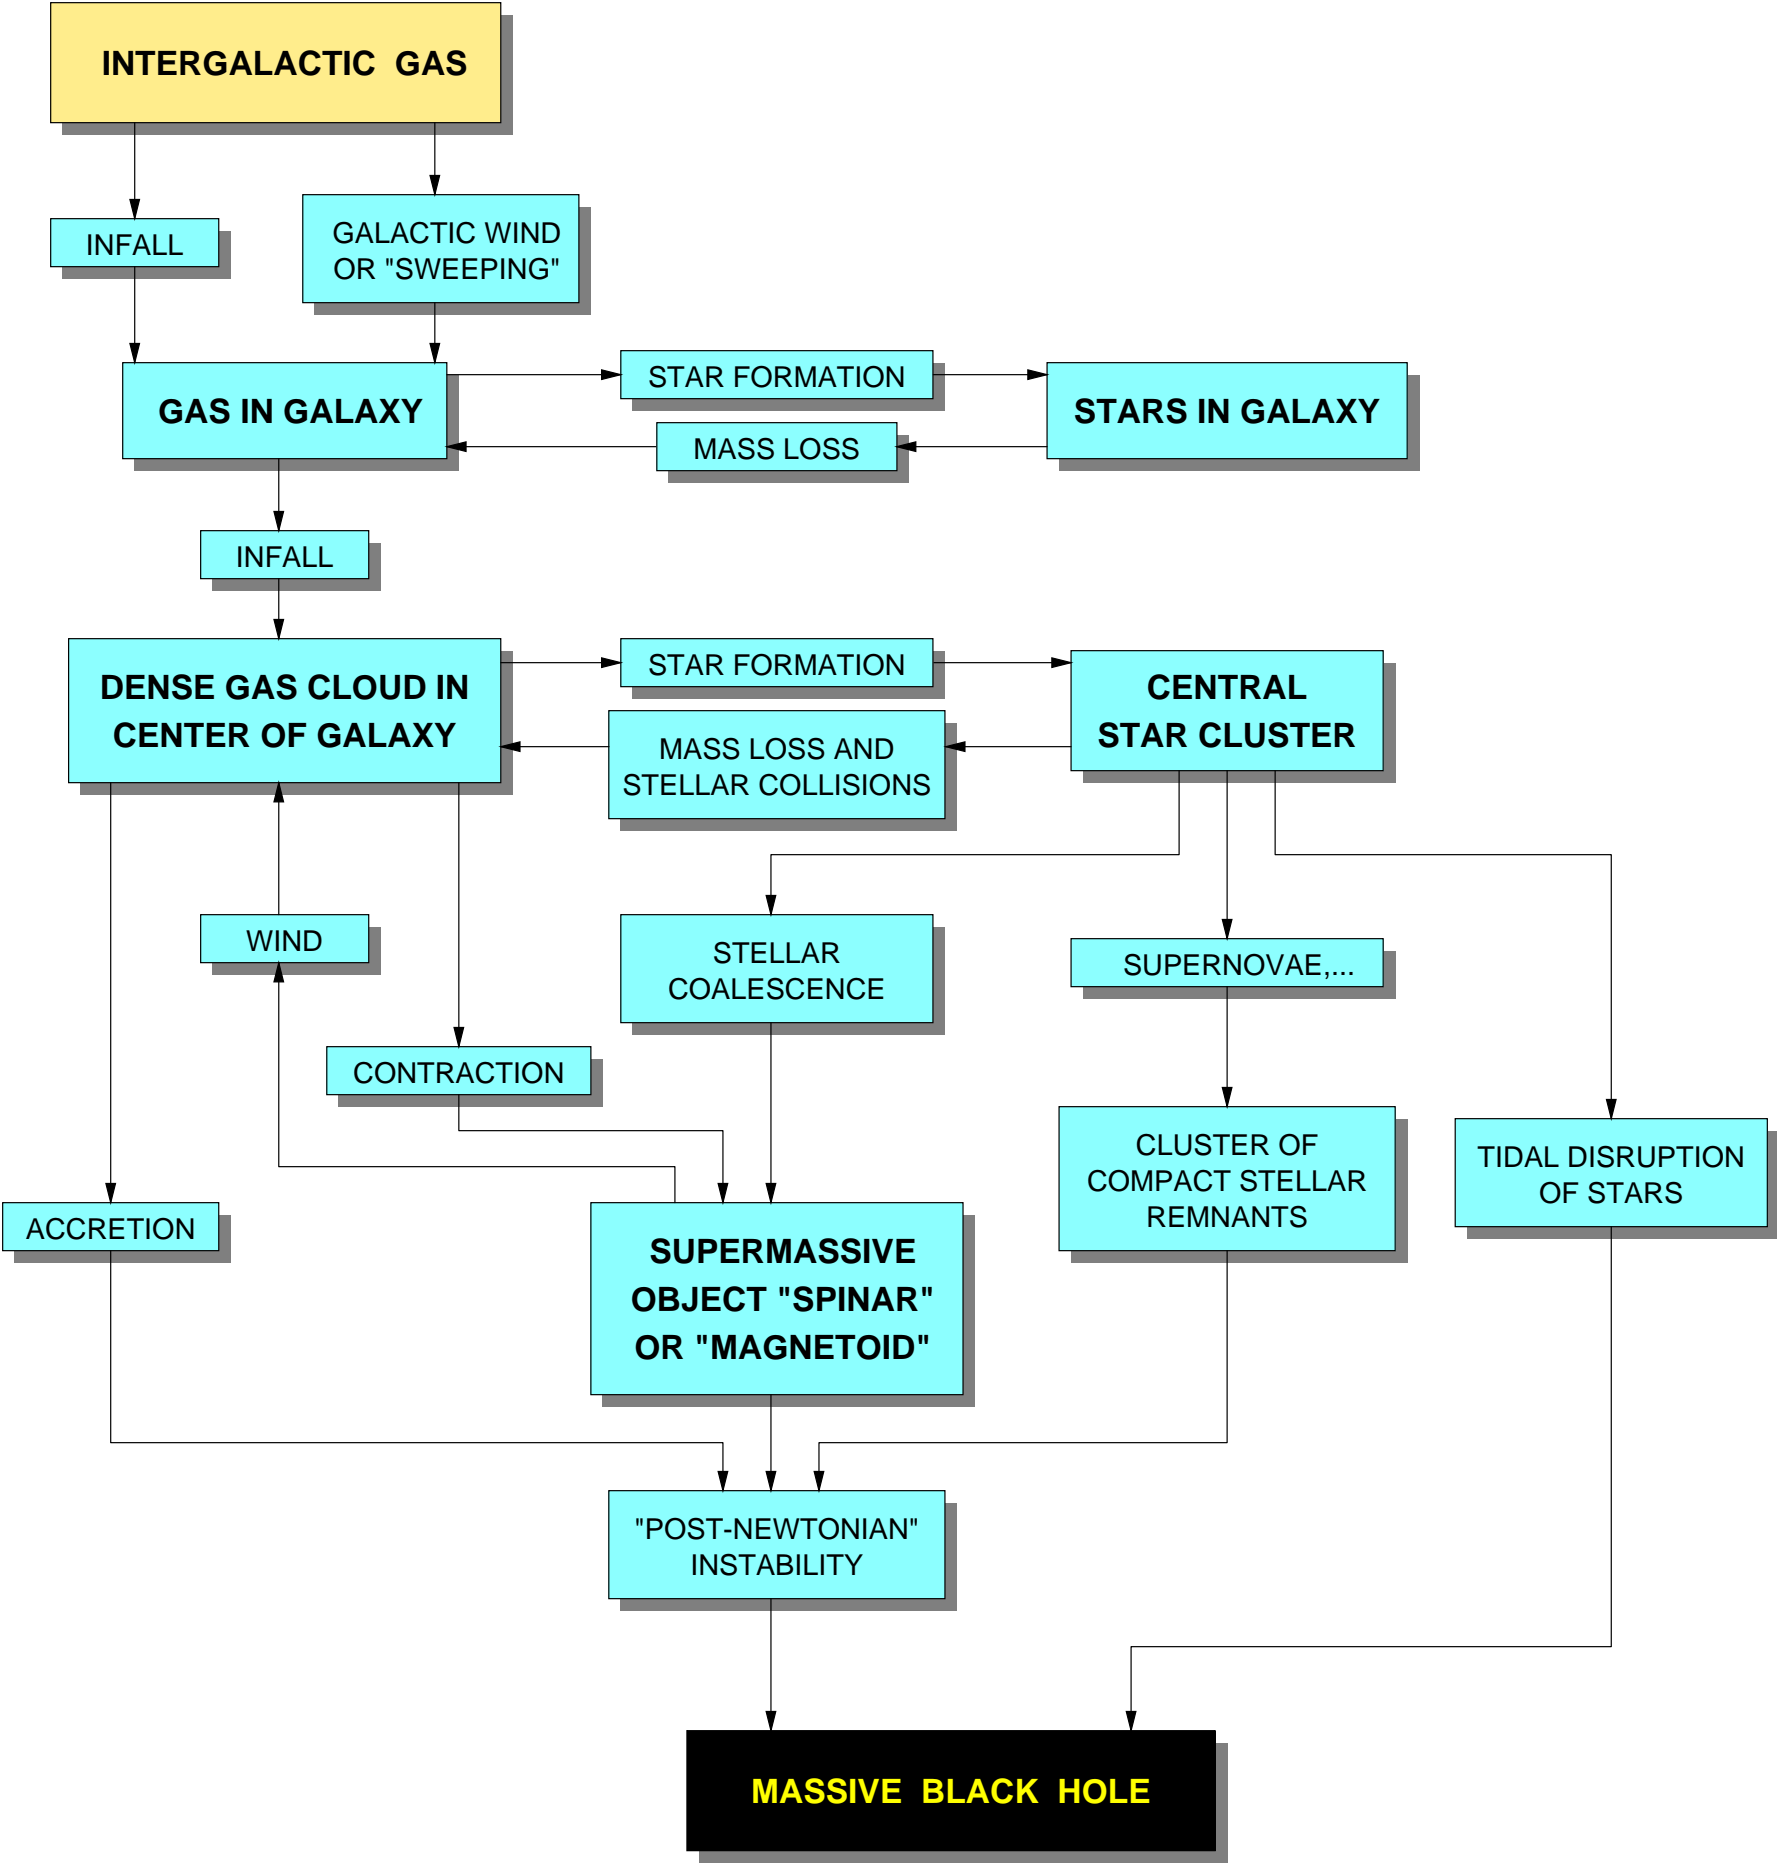 INTERGALACTIC GAS
INFALL
GALACTIC WIND
OR "SWEEPING"
GAS IN GALAXY
STAR FORMATION
MASS LOSS
STARS IN GALAXY
INFALL
DENSE GAS CLOUD IN
CENTER OF GALAXY
STAR FORMATION
MASS LOSS AND
STELLAR COLLISIONS
CENTRAL
STAR CLUSTER
WIND
STELLAR
COALESCENCE
SUPERNOVAE,...
CONTRACTION
CLUSTER OF
COMPACT STELLAR
REMNANTS
TIDAL DISRUPTION
OF STARS
ACCRETION
SUPERMASSIVE
OBJECT "SPINAR"
OR "MAGNETOID"
"POST-NEWTONIAN"
INSTABILITY
MASSIVE BLACK HOLE